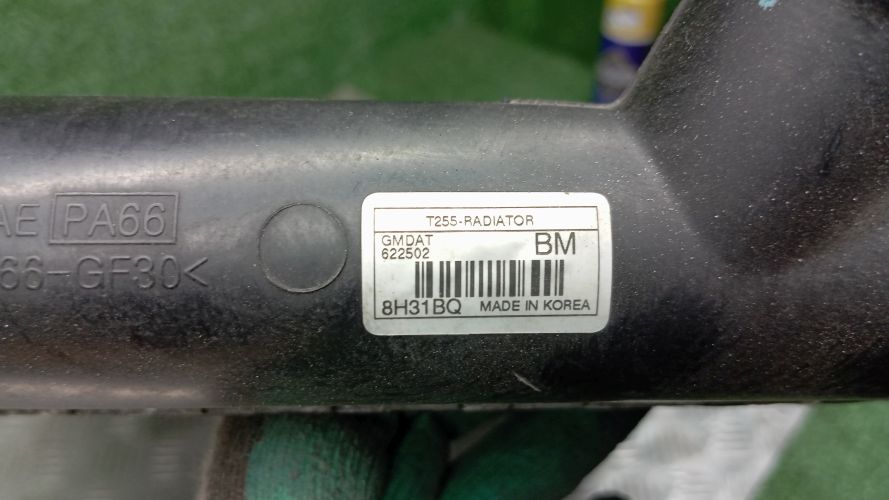 AE PA66
66-GF30<
T255-RADIATOR
GMDAT
622502
BM
8H31BQ MADE IN KOREA